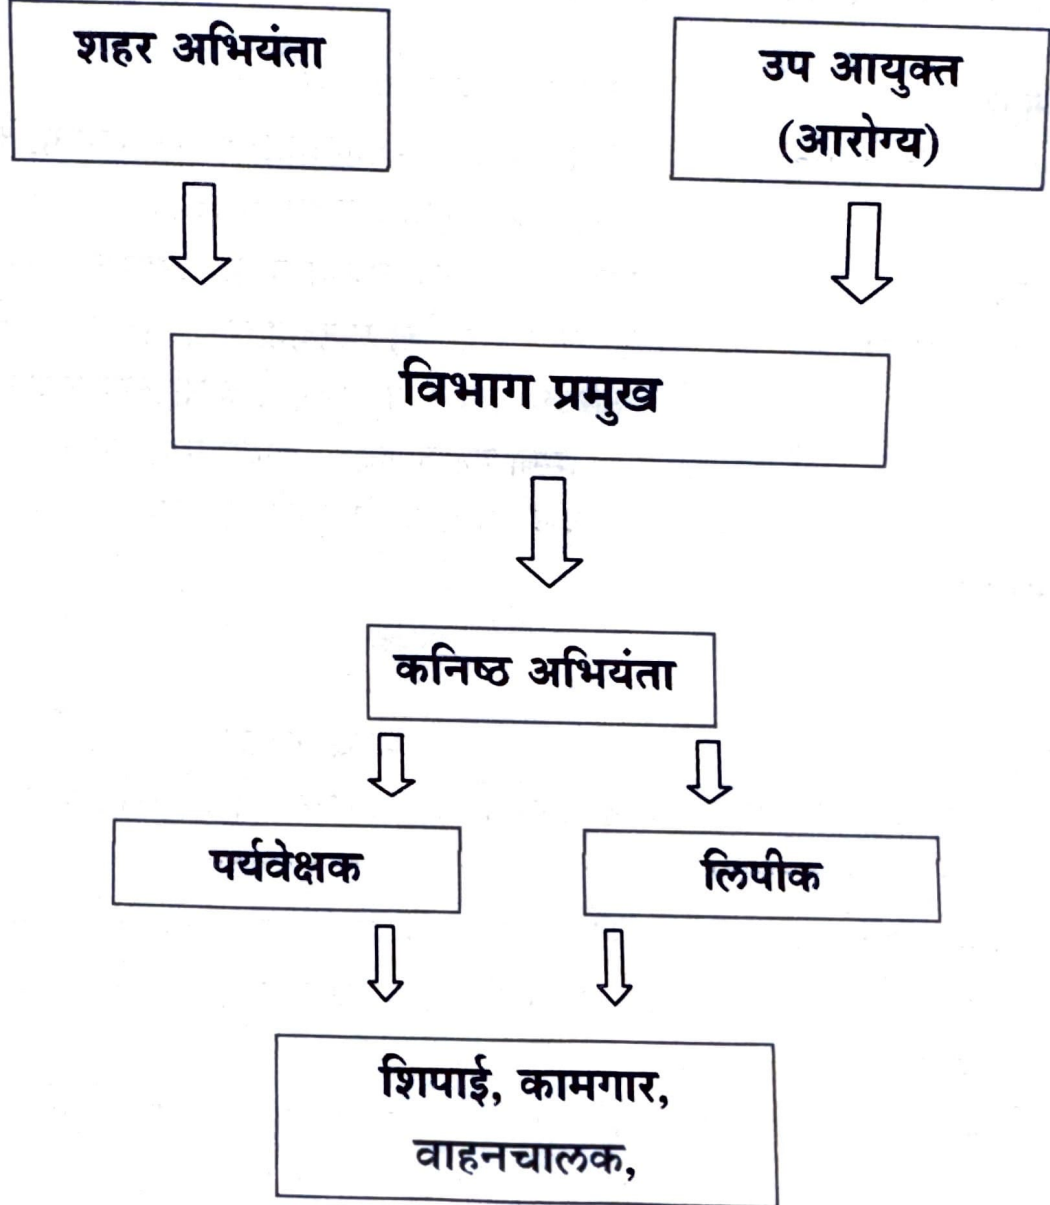 शहर अभियंता
उप आयुक्त
(आरोग्य)
विभाग प्रमुख
कनिष्ठ अभियंता
पर्यवेक्षक
लिपीक
शिपाई, कामगार,
वाहनचालक,